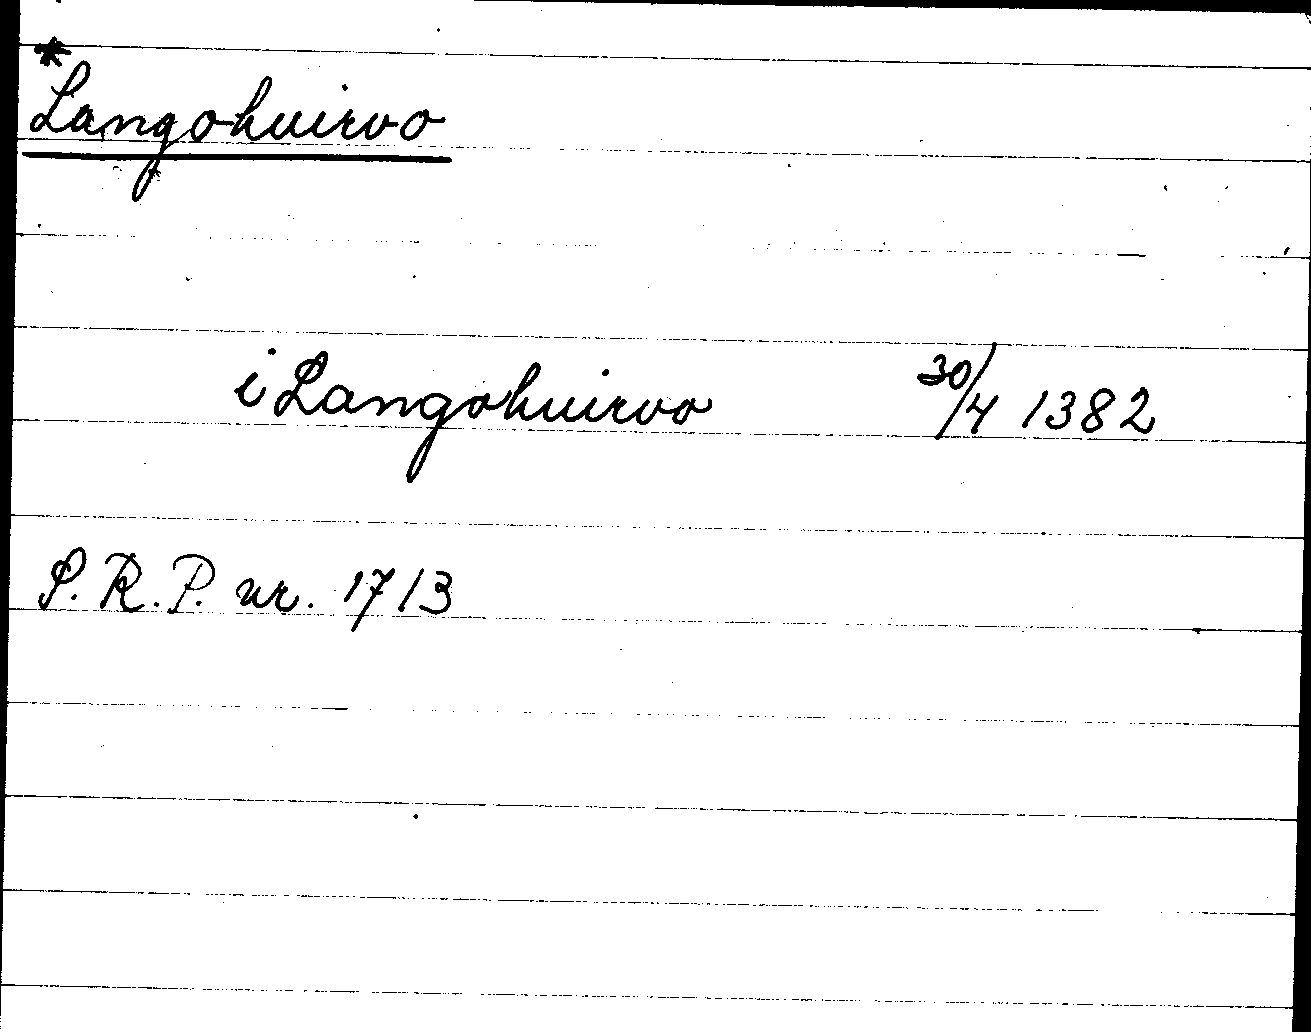 *Langohuirvo
i Langohuirvo 30/4 1382
S.R.P. nr. 1713